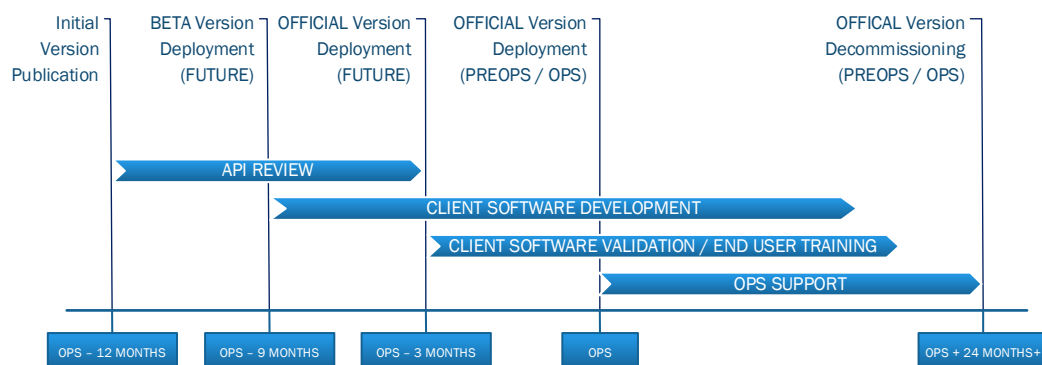 Initial
Version
Publication
BETA Version
Deployment
(FUTURE)
OFFICIAL Version
Deployment
(FUTURE)
OFFICIAL Version
Deployment
(PREOPS / OPS)
OFFICAL Version
Decommissioning
(PREOPS / OPS)
API REVIEW
CLIENT SOFTWARE DEVELOPMENT
CLIENT SOFTWARE VALIDATION / END USER TRAINING
OPS SUPPORT
OPS – 12 MONTHS
OPS – 9 MONTHS
OPS – 3 MONTHS
OPS
OPS + 24 MONTHS+